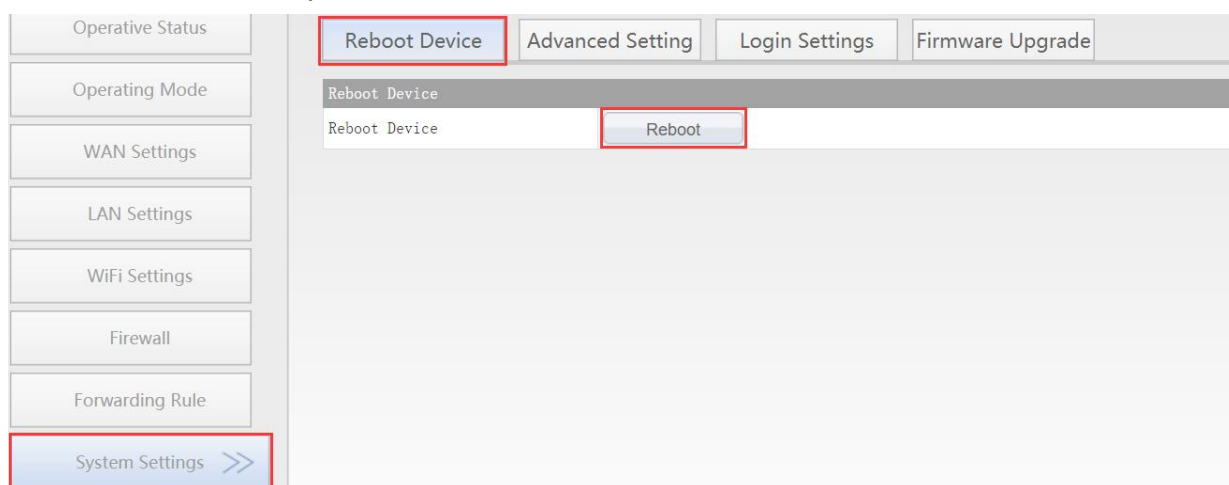 Operative Status
Operating Mode
WAN Settings
LAN Settings
WiFi Settings
Firewall
Forwarding Rule
System Settings >>
Reboot Device Advanced Setting Login Settings Firmware Upgrade
Reboot Device
Reboot Device Reboot